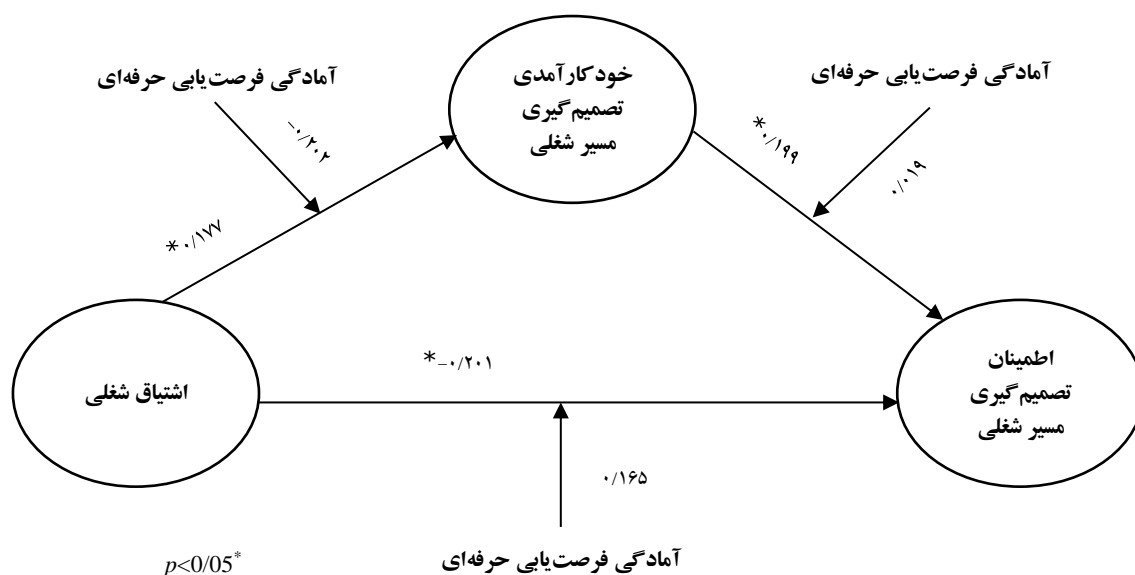 آمادگی فرصت‌یابی حرفه‌ای
خودکارآمدی
تصمیم‌گیری
مسیر شغلی
آمادگی فرصت‌یابی حرفه‌ای
-۰/۲۰۲
*۰/۱۹۹
۰/۰۱۹
*۰/۱۷۷
اشتیاق شغلی
*-۰/۲۰۱
اطمینان
تصمیم‌گیری
مسیر شغلی
۰/۱۶۵
آمادگی فرصت‌یابی حرفه‌ای
p<0/05*